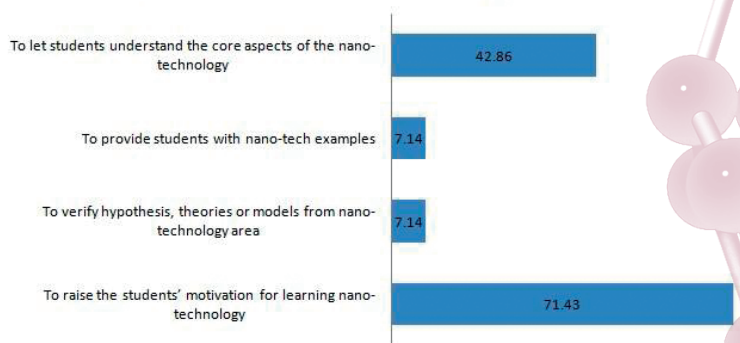 To let students understand the core aspects of the nano-
technology
42.86
To provide students with nano-tech examples
7.14
To verify hypothesis, theories or models from nano-
technology area
7.14
To raise the students' motivation for learning nano-
technology
71.43